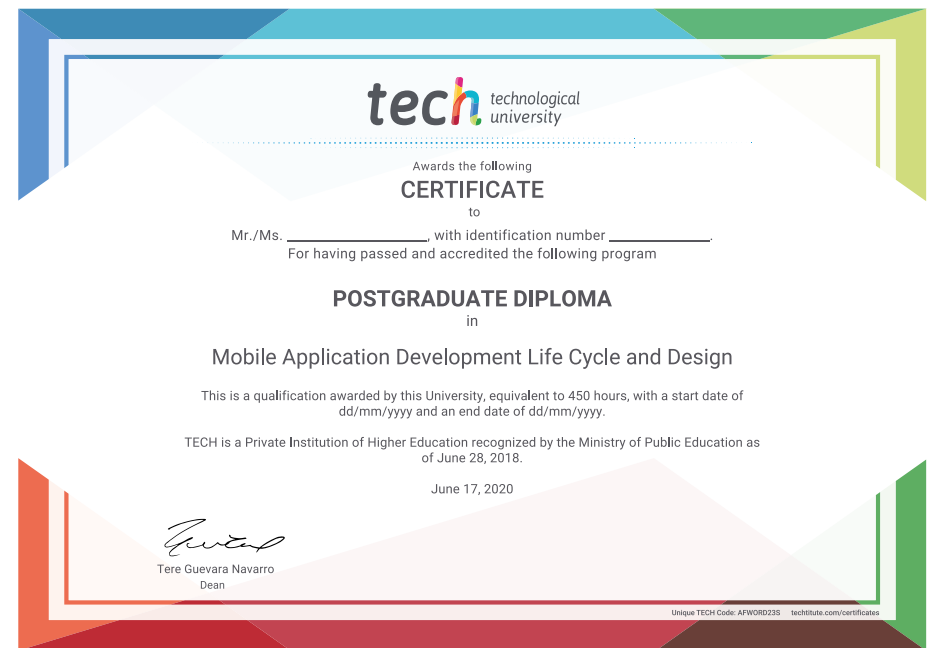 tech technological
university
Awards the following
CERTIFICATE
to
Mr./Ms. ____________________, with identification number ______________.
For having passed and accredited the following program
POSTGRADUATE DIPLOMA
in
Mobile Application Development Life Cycle and Design
This is a qualification awarded by this University, equivalent to 450 hours, with a start date of
dd/mm/yyyy and an end date of dd/mm/yyyy.
TECH is a Private Institution of Higher Education recognized by the Ministry of Public Education as
of June 28, 2018.
June 17, 2020
Tere Guevara Navarro
Dean
Unique TECH Code: AFWORD23S techtitute.com/certificates